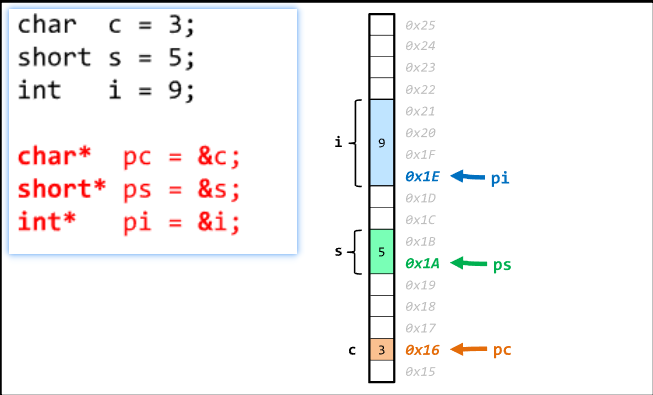 char  c = 3;
short s = 5;
int   i = 9;
char*  pc = &c;
short* ps = &s;
int*   pi = &i;
0x25
0x24
0x23
0x22
0x21
i 9 0x20
0x1F
0x1E pi
0x1D
0x1C
0x1B
s 5
0x1A ps
0x19
0x18
0x17
c 3 0x16 pc
0x15